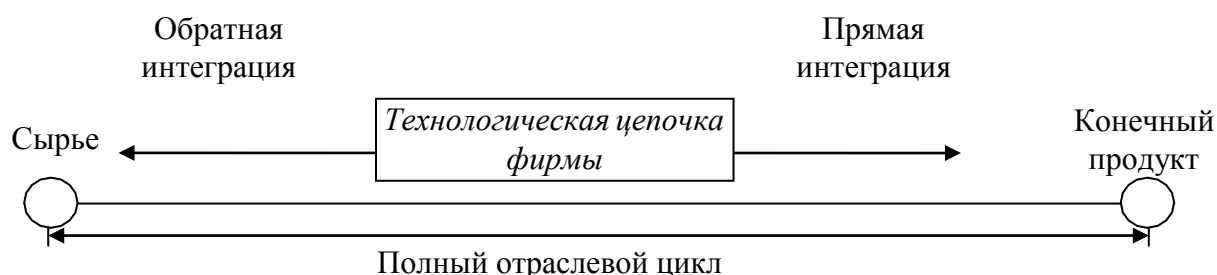 Обратная
интеграция
Прямая
интеграция
Технологическая цепочка
фирмы
Сырье
Конечный
продукт
Полный отраслевой цикл